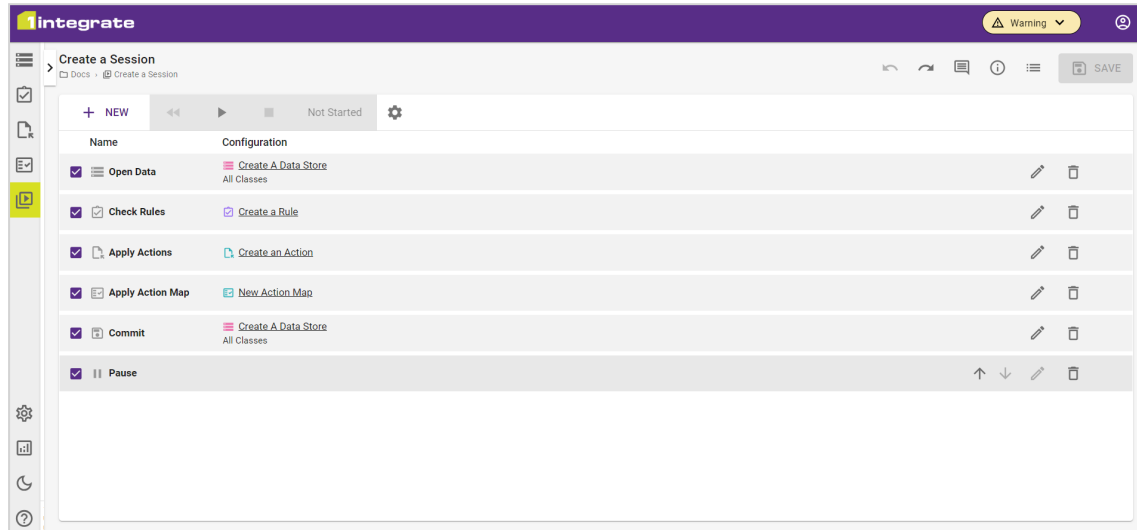 1integrate
Warning
Create a Session
Docs › Create a Session
SAVE
+ NEW
Not Started
Name Configuration
Open Data Create A Data Store
All Classes
Check Rules Create a Rule
Apply Actions Create an Action
Apply Action Map New Action Map
Commit Create A Data Store
All Classes
Pause